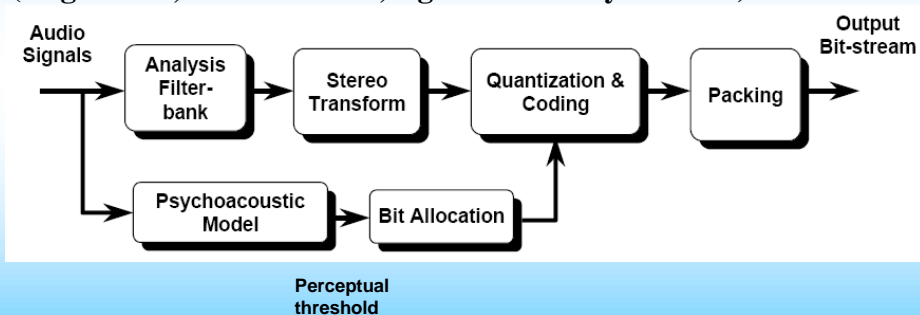 Audio
Signals
Output
Bit-stream
Analysis
Filter-
bank
Stereo
Transform
Quantization &
Coding
Packing
Psychoacoustic
Model
Bit Allocation
Perceptual
threshold